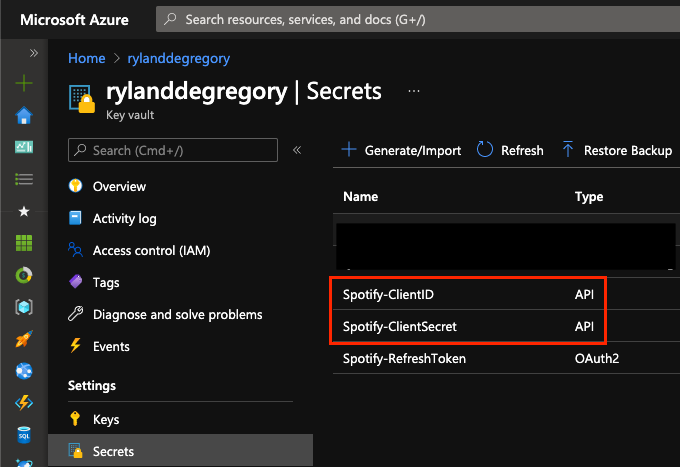 Microsoft Azure
Search resources, services, and docs (G+/)
»
Home > rylanddegregory
rylanddegregory | Secrets ...
Key vault
Search (Cmd+/)
«
Overview
Activity log
Access control (IAM)
Tags
Diagnose and solve problems
Events
Settings
Keys
Secrets
Generate/Import Refresh Restore Backup
Name Type
Spotify-ClientID API
Spotify-ClientSecret API
Spotify-RefreshToken OAuth2
SQL